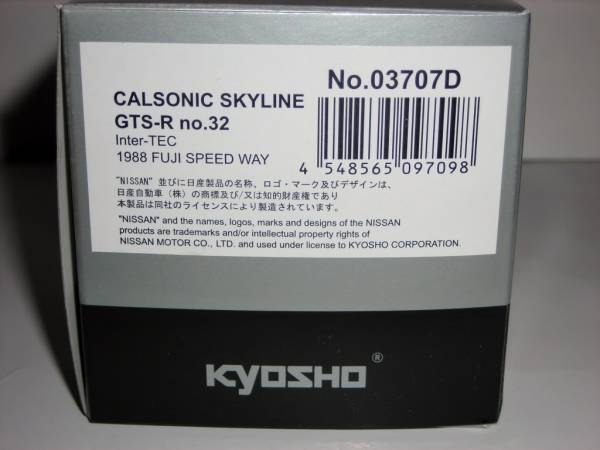 No.03707D
CALSONIC SKYLINE
GTS-R no.32
Inter-TEC
1988 FUJI SPEED WAY
4 548565 097098
"NISSAN" 並びに日産製品の名称、ロゴ・マーク及びデザインは、
日産自動車（株）の商標及び/又は知的財産権であり
本製品は同社のライセンスにより製造されています。
"NISSAN" and the names, logos, marks and designs of the NISSAN
products are trademarks and/or intellectual property rights of
NISSAN MOTOR CO., LTD. and used under license to KYOSHO CORPORATION.
KYOSHO®